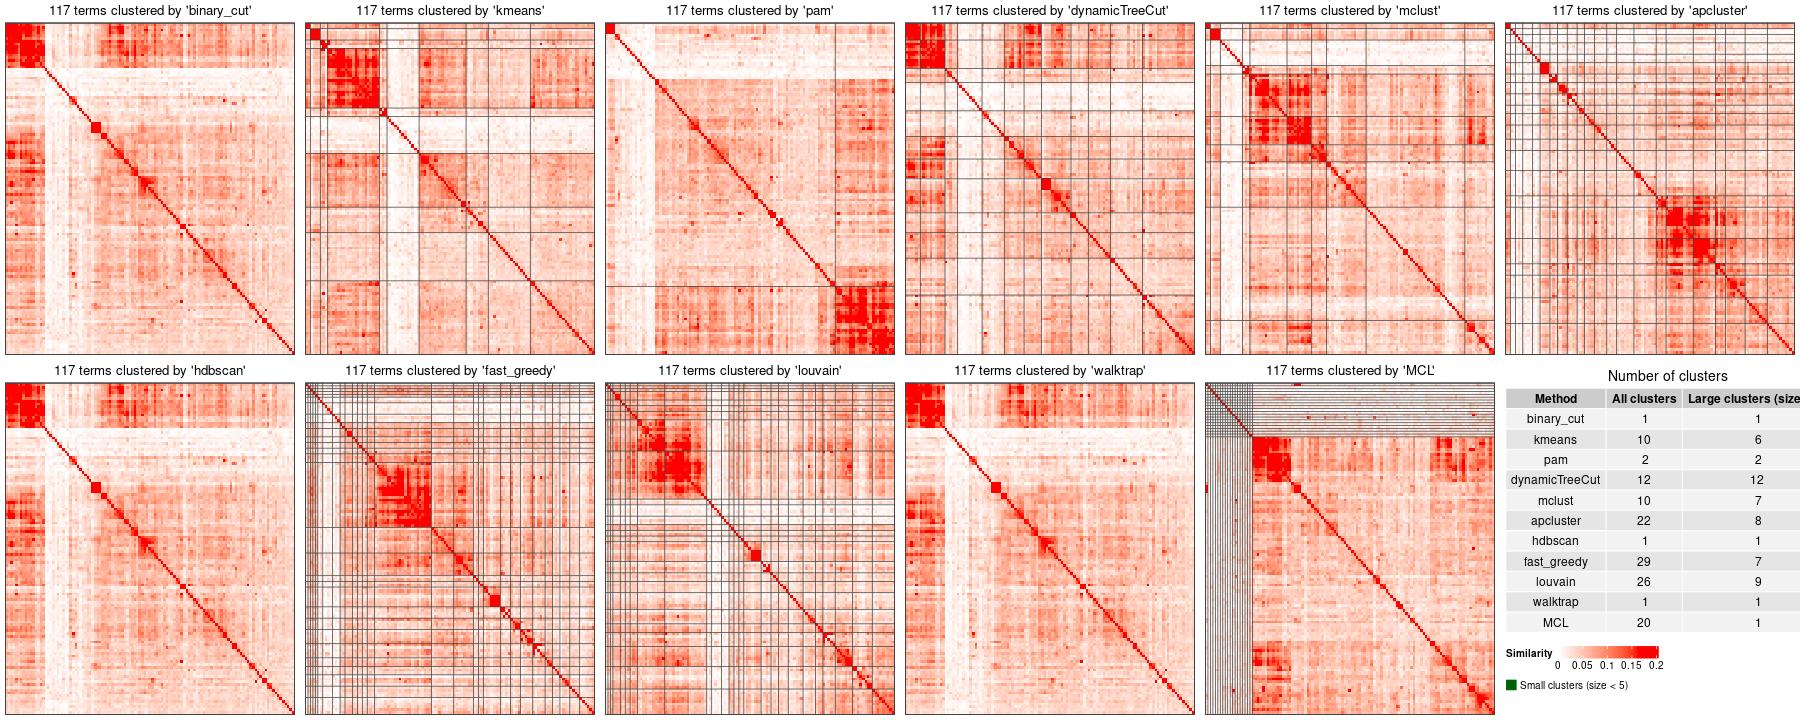 117 terms clustered by 'binary_cut'
117 terms clustered by 'kmeans'
117 terms clustered by 'pam'
117 terms clustered by 'dynamicTreeCut'
117 terms clustered by 'mclust'
117 terms clustered by 'apcluster'
117 terms clustered by 'hdbscan'
117 terms clustered by 'fast_greedy'
117 terms clustered by 'louvain'
117 terms clustered by 'walktrap'
117 terms clustered by 'MCL'
Number of clusters
Method All clusters Large clusters (size
binary_cut 1 1
kmeans 10 6
pam 2 2
dynamicTreeCut 12 12
mclust 10 7
apcluster 22 8
hdbscan 1 1
fast_greedy 29 7
louvain 26 9
walktrap 1 1
MCL 20 1
Similarity
0 0.05 0.1 0.15 0.2
Small clusters (size < 5)